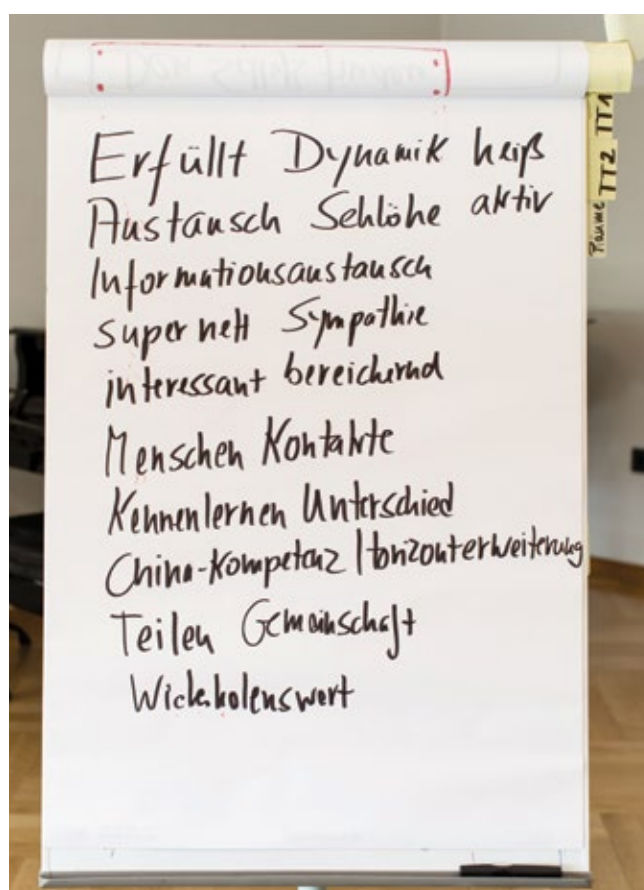 Erfüllt Dynamik heiß
Austausch Sehlöhe aktiv
Informationsaustausch
super nett Sympathie
interessant bereichernd
Menschen Kontakte
Kennenlernen Unterschied
China-Kompetenz Horizonterweiterung
Teilen Gemeinschaft
Wiederholenswert
TT1
TT2
Räume